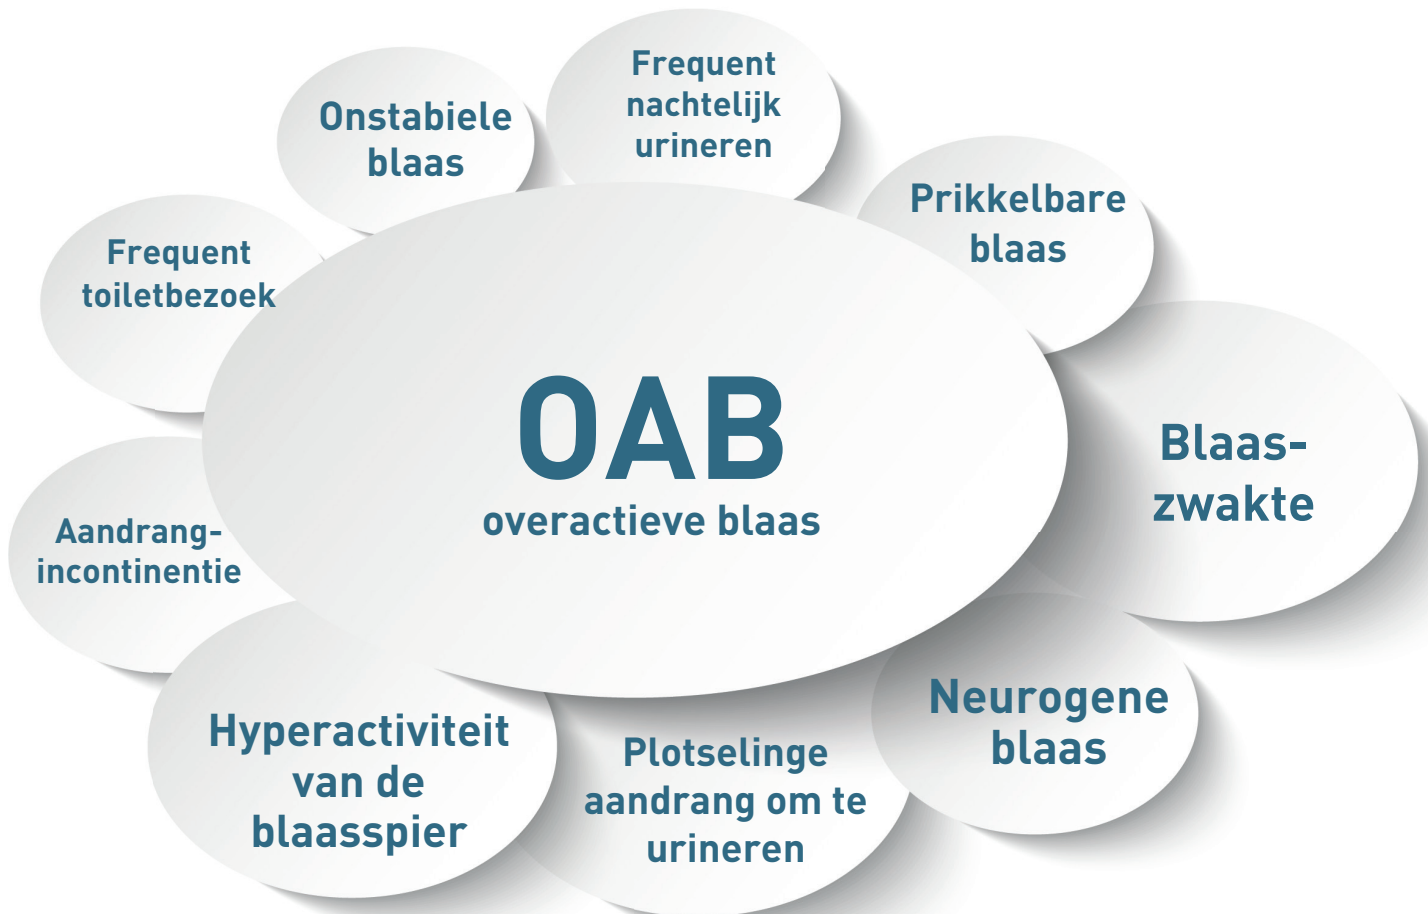 Frequent
nachtelijk
urineren
Onstabiele
blaas
Prikkelbare
blaas
Frequent
toiletbezoek
OAB
overactieve blaas
Blaas-
zwakte
Aandrang-
incontinentie
Neurogene
blaas
Hyperactiviteit
van de
blaasspier
Plotselinge
aandrang om te
urineren